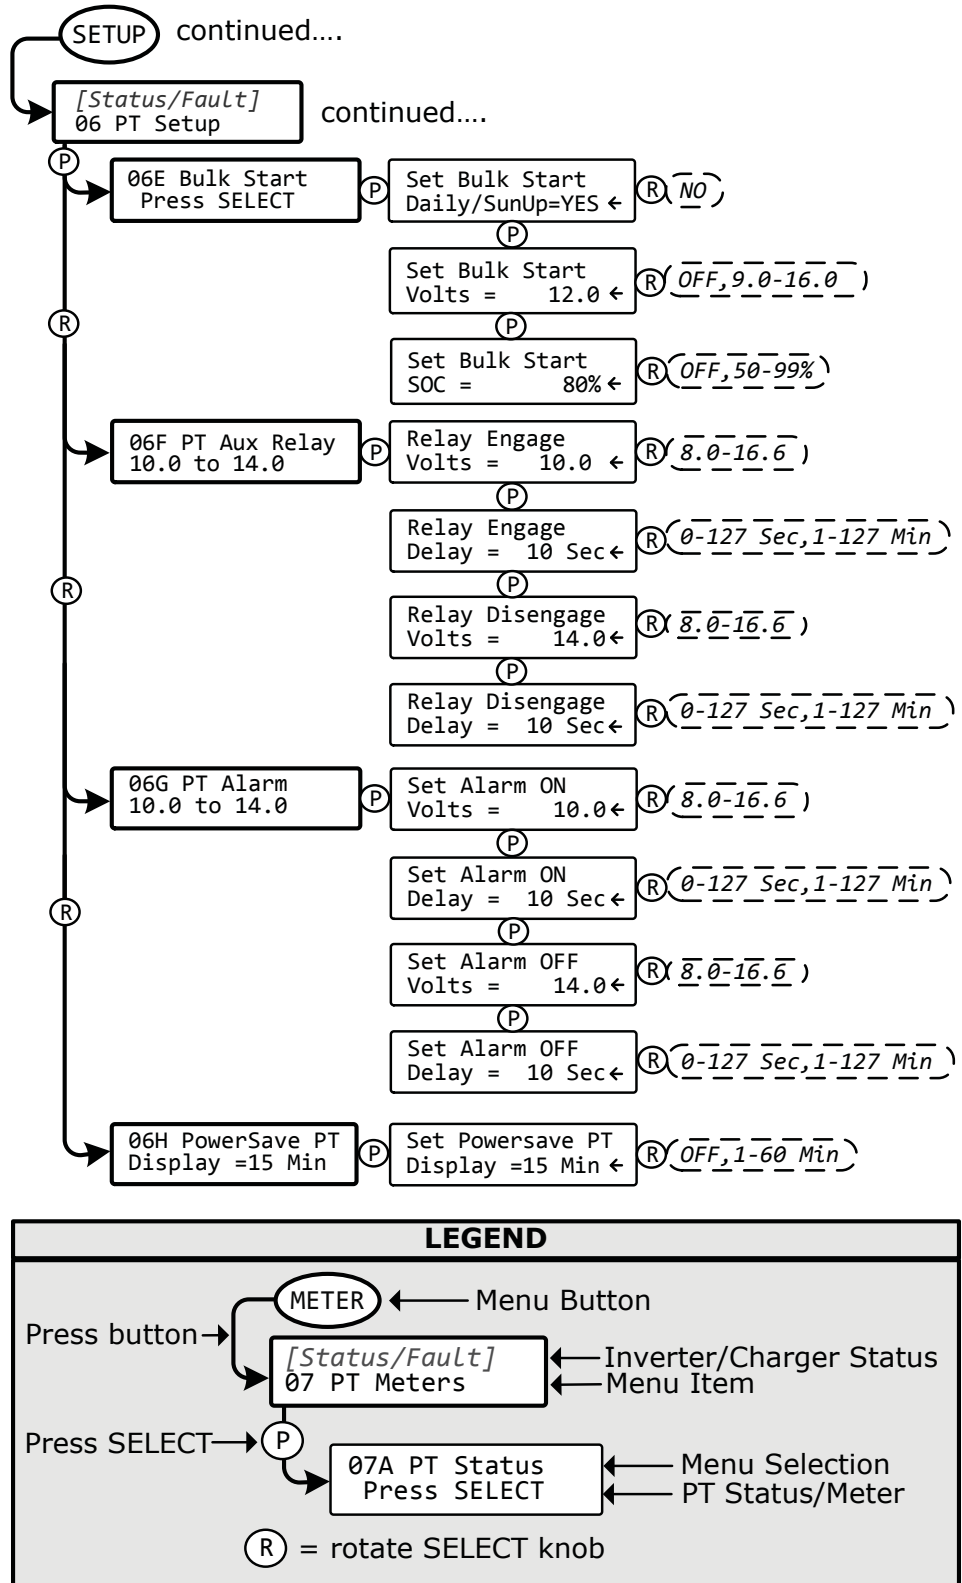 SETUP continued....
[Status/Fault]
06 PT Setup
continued....
P
06E Bulk Start
Press SELECT
P
Set Bulk Start
Daily/SunUp=YES ←
R NO
P
Set Bulk Start
Volts = 12.0 ←
R OFF,9.0-16.0
P
R
Set Bulk Start
SOC = 80% ←
R OFF,50-99%
06F PT Aux Relay
10.0 to 14.0
P
Relay Engage
Volts = 10.0 ←
R 8.0-16.6
P
Relay Engage
Delay = 10 Sec←
R 0-127 Sec,1-127 Min
P
R
Relay Disengage
Volts = 14.0←
R 8.0-16.6
P
Relay Disengage
Delay = 10 Sec←
R 0-127 Sec,1-127 Min
06G PT Alarm
10.0 to 14.0
P
Set Alarm ON
Volts = 10.0←
R 8.0-16.6
P
Set Alarm ON
Delay = 10 Sec←
R 0-127 Sec,1-127 Min
R
P
Set Alarm OFF
Volts = 14.0←
R 8.0-16.6
P
Set Alarm OFF
Delay = 10 Sec←
R 0-127 Sec,1-127 Min
06H PowerSave PT
Display =15 Min
P
Set Powersave PT
Display =15 Min ←
R OFF,1-60 Min
LEGEND
METER
Menu Button
Press button
[Status/Fault]
07 PT Meters
Inverter/Charger Status
Menu Item
Press SELECT
P
07A PT Status
Press SELECT
Menu Selection
PT Status/Meter
R = rotate SELECT knob